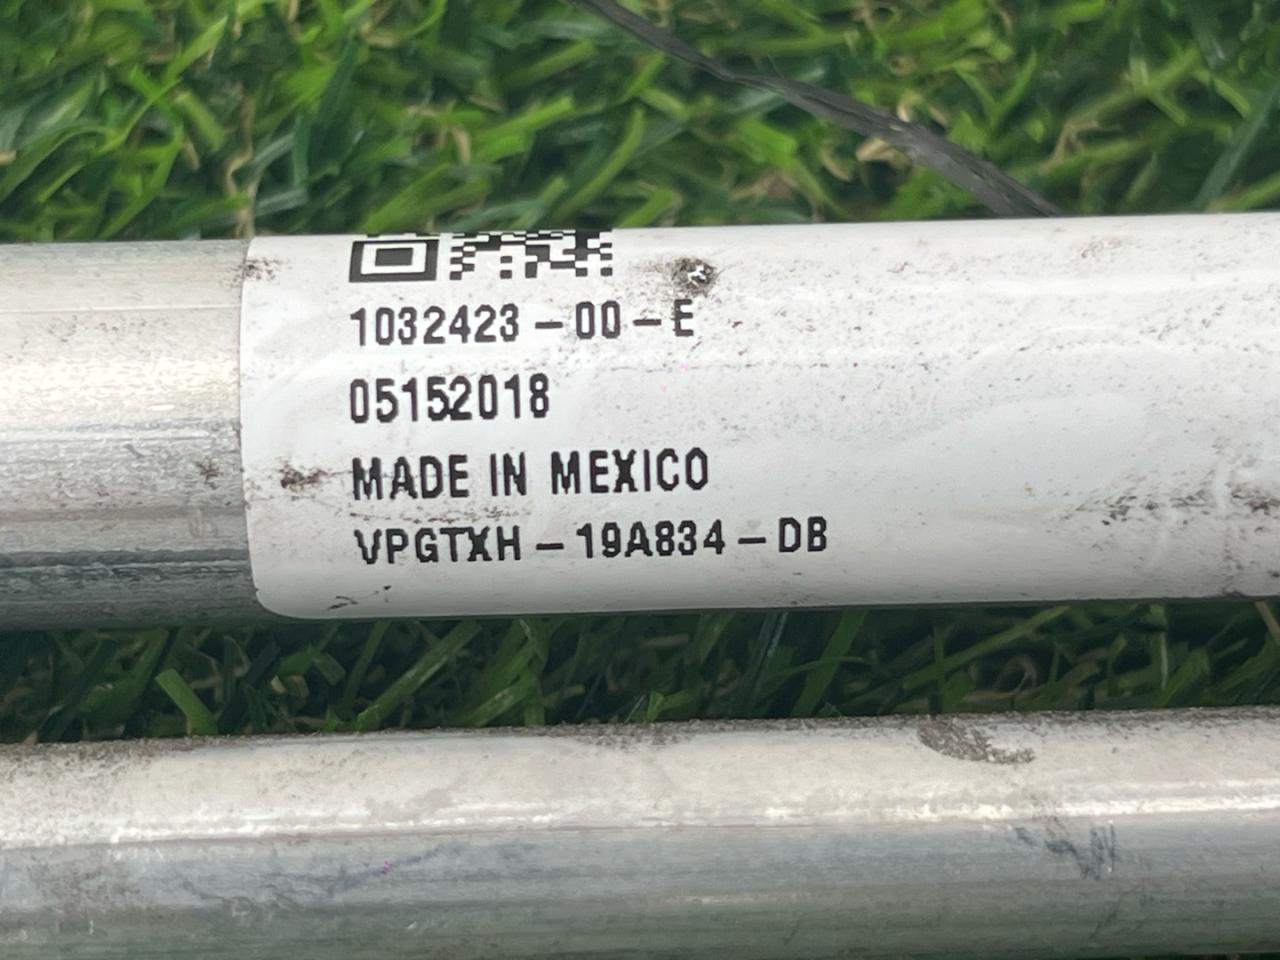 1032423-00-E
05152018
MADE IN MEXICO
VPGTXH-19A834-DB